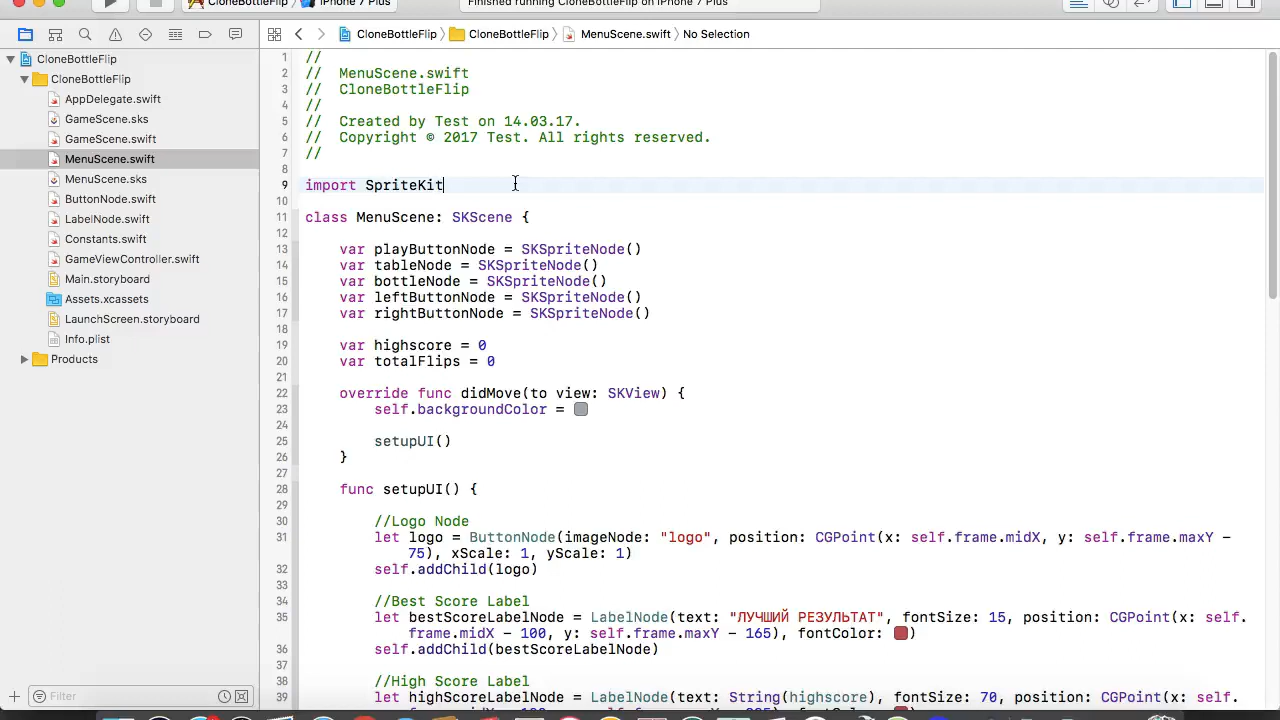 CloneBottleFlip iPhone 7 Plus
Finished running CloneBottleFlip on iPhone 7 Plus
CloneBottleFlip CloneBottleFlip MenuScene.swift No Selection
CloneBottleFlip
CloneBottleFlip
AppDelegate.swift
GameScene.sks
GameScene.swift
MenuScene.swift
MenuScene.sks
ButtonNode.swift
LabelNode.swift
Constants.swift
GameViewController.swift
Main.storyboard
Assets.xcassets
LaunchScreen.storyboard
Info.plist
Products
Filter
1 //
2 // MenuScene.swift
3 // CloneBottleFlip
4 //
5 // Created by Test on 14.03.17.
6 // Copyright © 2017 Test. All rights reserved.
7 //
8
9 import SpriteKit
10
11 class MenuScene: SKScene {
12
13 var playButtonNode = SKSpriteNode()
14 var tableNode = SKSpriteNode()
15 var bottleNode = SKSpriteNode()
16 var leftButtonNode = SKSpriteNode()
17 var rightButtonNode = SKSpriteNode()
18
19 var highscore = 0
20 var totalFlips = 0
21
22 override func didMove(to view: SKView) {
23 self.backgroundColor =
24
25 setupUI()
26 }
27
28 func setupUI() {
29
30 //Logo Node
31 let logo = ButtonNode(imageNode: "logo", position: CGPoint(x: self.frame.midX, y: self.frame.maxY -
75), xScale: 1, yScale: 1)
32 self.addChild(logo)
33
34 //Best Score Label
35 let bestScoreLabelNode = LabelNode(text: "ЛУЧШИЙ РЕЗУЛЬТАТ", fontSize: 15, position: CGPoint(x: self.
frame.midX - 100, y: self.frame.maxY - 165), fontColor: )
36 self.addChild(bestScoreLabelNode)
37
38 //High Score Label
39 let highScoreLabelNode = LabelNode(text: String(highscore), fontSize: 70, position: CGPoint(x: self.